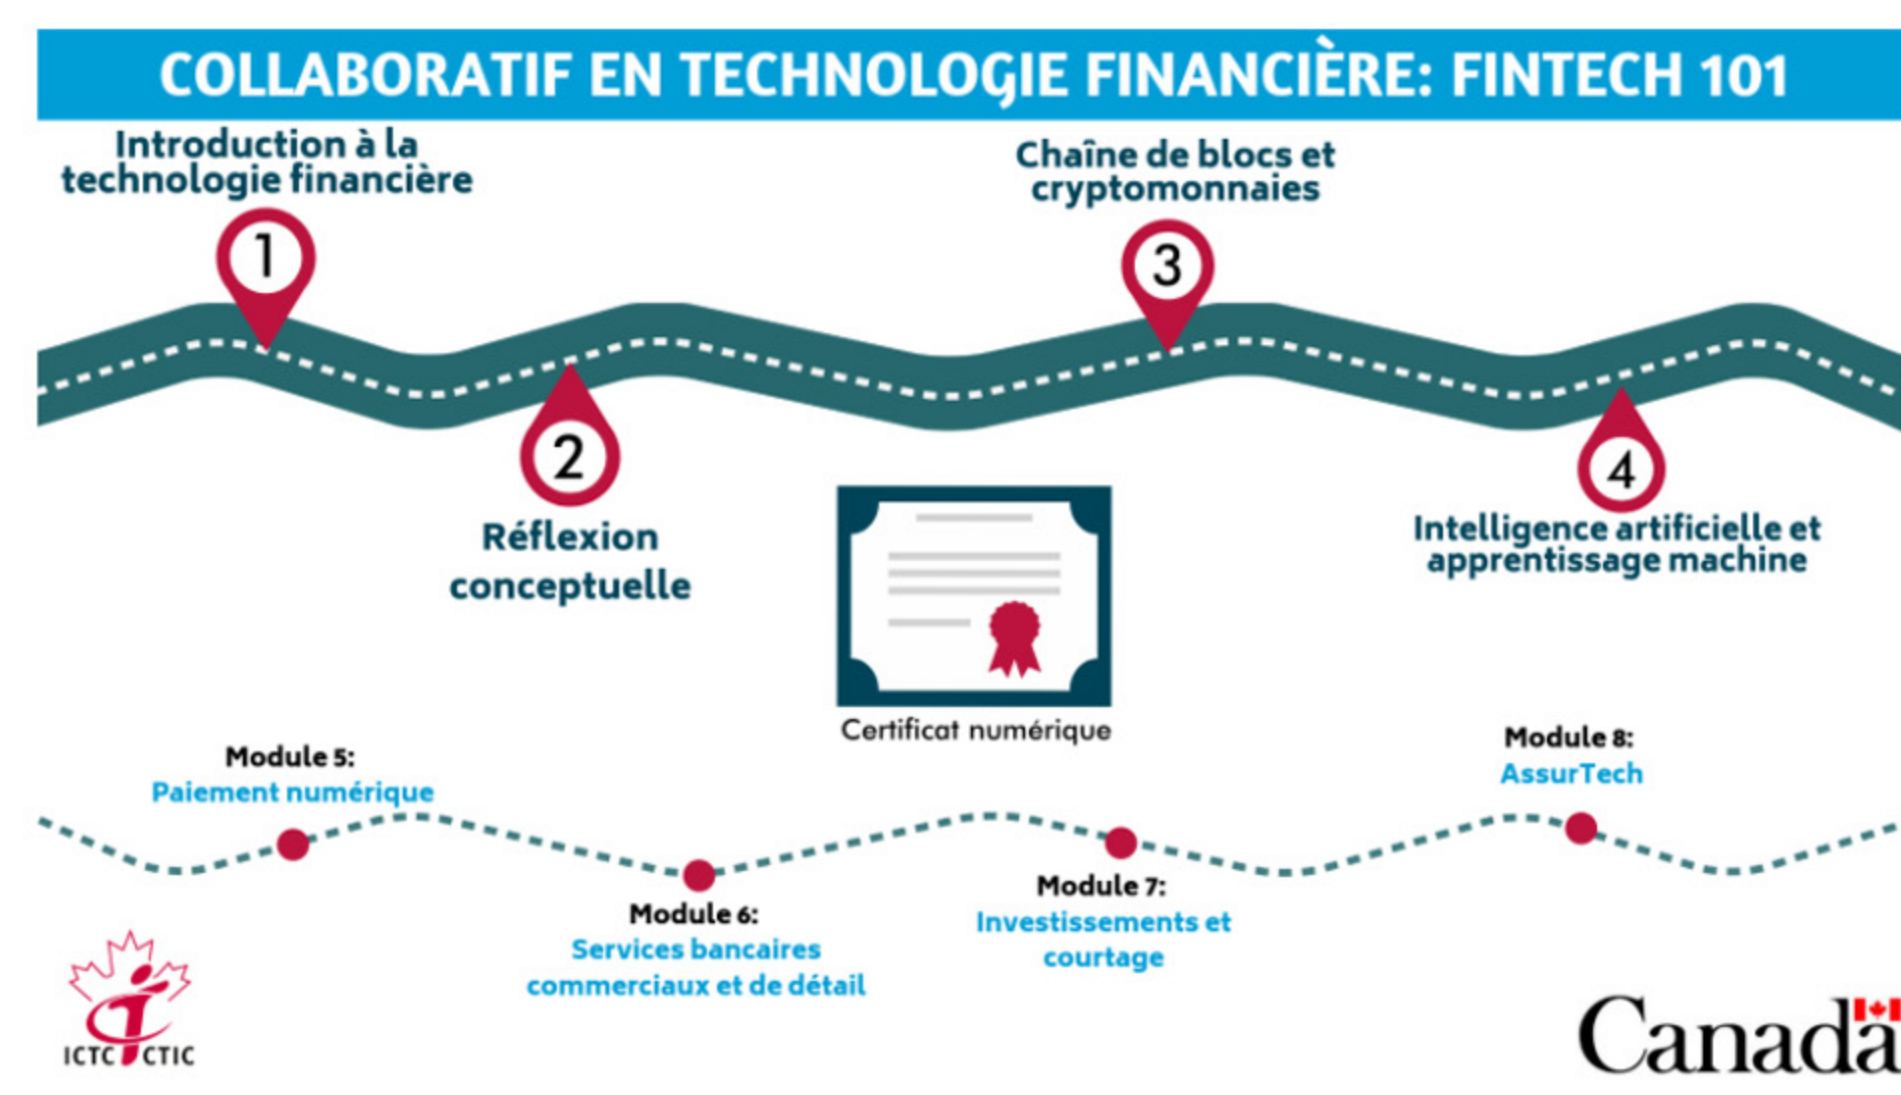 COLLABORATIF EN TECHNOLOGIE FINANCIÈRE: FINTECH 101
Introduction à la
technologie financière
1
Chaîne de blocs et
cryptomonnaies
3
2
Réflexion
conceptuelle
4
Intelligence artificielle et
apprentissage machine
Certificat numérique
Module 5:
Paiement numérique
Module 6:
Services bancaires
commerciaux et de détail
Module 7:
Investissements et
courtage
Module 8:
AssurTech
ICTC CTIC
Canada